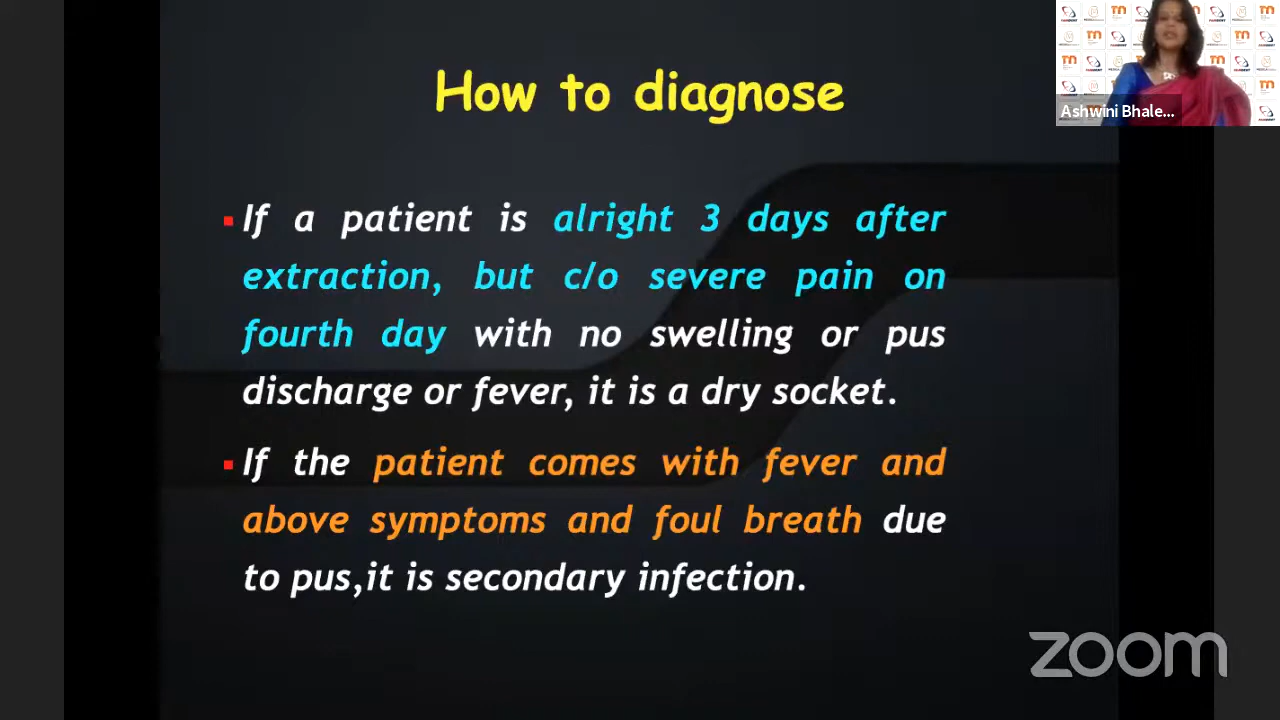 How to diagnose
If a patient is alright 3 days after
extraction, but c/o severe pain on
fourth day with no swelling or pus
discharge or fever, it is a dry socket.
If the patient comes with fever and
above symptoms and foul breath due
to pus,it is secondary infection.
Ashwini Bhale...
zoom